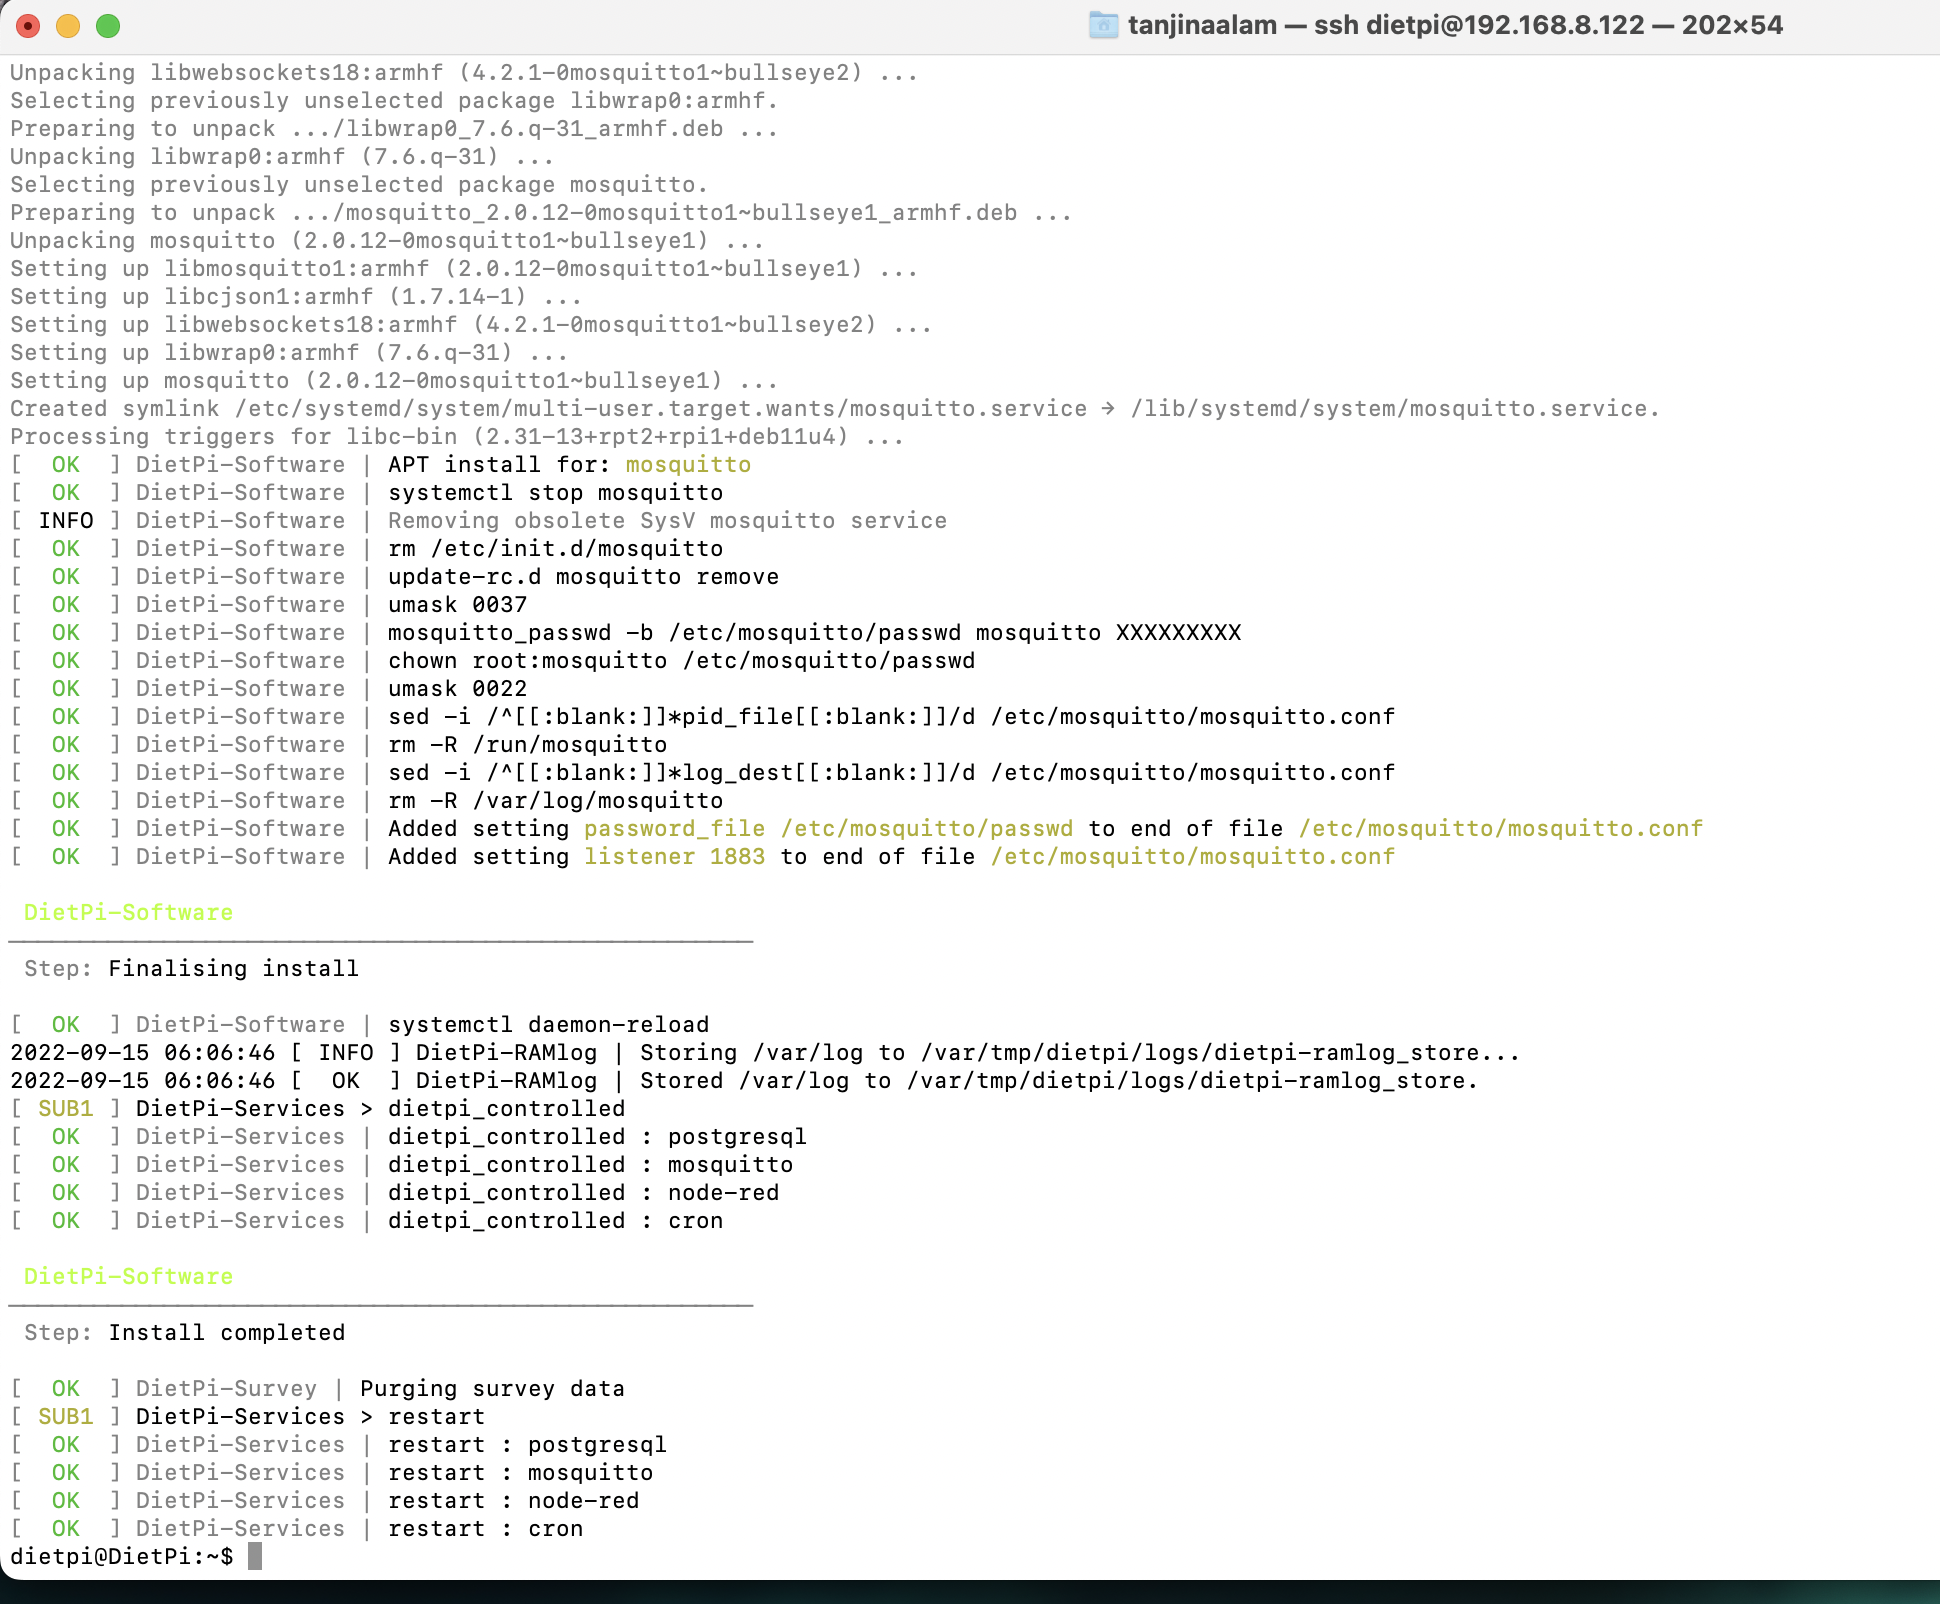 tanjinaalam — ssh dietpi@192.168.8.122 — 202×54
Unpacking libwebsockets18:armhf (4.2.1-0mosquitto1~bullseye2) ...
Selecting previously unselected package libwrap0:armhf.
Preparing to unpack .../libwrap0_7.6.q-31_armhf.deb ...
Unpacking libwrap0:armhf (7.6.q-31) ...
Selecting previously unselected package mosquitto.
Preparing to unpack .../mosquitto_2.0.12-0mosquitto1~bullseye1_armhf.deb ...
Unpacking mosquitto (2.0.12-0mosquitto1~bullseye1) ...
Setting up libmosquitto1:armhf (2.0.12-0mosquitto1~bullseye1) ...
Setting up libcjson1:armhf (1.7.14-1) ...
Setting up libwebsockets18:armhf (4.2.1-0mosquitto1~bullseye2) ...
Setting up libwrap0:armhf (7.6.q-31) ...
Setting up mosquitto (2.0.12-0mosquitto1~bullseye1) ...
Created symlink /etc/systemd/system/multi-user.target.wants/mosquitto.service → /lib/systemd/system/mosquitto.service.
Processing triggers for libc-bin (2.31-13+rpt2+rpi1+deb11u4) ...
[  OK  ] DietPi-Software | APT install for: mosquitto
[  OK  ] DietPi-Software | systemctl stop mosquitto
[ INFO ] DietPi-Software | Removing obsolete SysV mosquitto service
[  OK  ] DietPi-Software | rm /etc/init.d/mosquitto
[  OK  ] DietPi-Software | update-rc.d mosquitto remove
[  OK  ] DietPi-Software | umask 0037
[  OK  ] DietPi-Software | mosquitto_passwd -b /etc/mosquitto/passwd mosquitto XXXXXXXXX
[  OK  ] DietPi-Software | chown root:mosquitto /etc/mosquitto/passwd
[  OK  ] DietPi-Software | umask 0022
[  OK  ] DietPi-Software | sed -i /^[[:blank:]]*pid_file[[:blank:]]/d /etc/mosquitto/mosquitto.conf
[  OK  ] DietPi-Software | rm -R /run/mosquitto
[  OK  ] DietPi-Software | sed -i /^[[:blank:]]*log_dest[[:blank:]]/d /etc/mosquitto/mosquitto.conf
[  OK  ] DietPi-Software | rm -R /var/log/mosquitto
[  OK  ] DietPi-Software | Added setting password_file /etc/mosquitto/passwd to end of file /etc/mosquitto/mosquitto.conf
[  OK  ] DietPi-Software | Added setting listener 1883 to end of file /etc/mosquitto/mosquitto.conf
DietPi-Software
Step: Finalising install
[  OK  ] DietPi-Software | systemctl daemon-reload
2022-09-15 06:06:46 [ INFO ] DietPi-RAMlog | Storing /var/log to /var/tmp/dietpi/logs/dietpi-ramlog_store...
2022-09-15 06:06:46 [  OK  ] DietPi-RAMlog | Stored /var/log to /var/tmp/dietpi/logs/dietpi-ramlog_store.
[ SUB1 ] DietPi-Services > dietpi_controlled
[  OK  ] DietPi-Services | dietpi_controlled : postgresql
[  OK  ] DietPi-Services | dietpi_controlled : mosquitto
[  OK  ] DietPi-Services | dietpi_controlled : node-red
[  OK  ] DietPi-Services | dietpi_controlled : cron
DietPi-Software
Step: Install completed
[  OK  ] DietPi-Survey | Purging survey data
[ SUB1 ] DietPi-Services > restart
[  OK  ] DietPi-Services | restart : postgresql
[  OK  ] DietPi-Services | restart : mosquitto
[  OK  ] DietPi-Services | restart : node-red
[  OK  ] DietPi-Services | restart : cron
dietpi@DietPi:~$